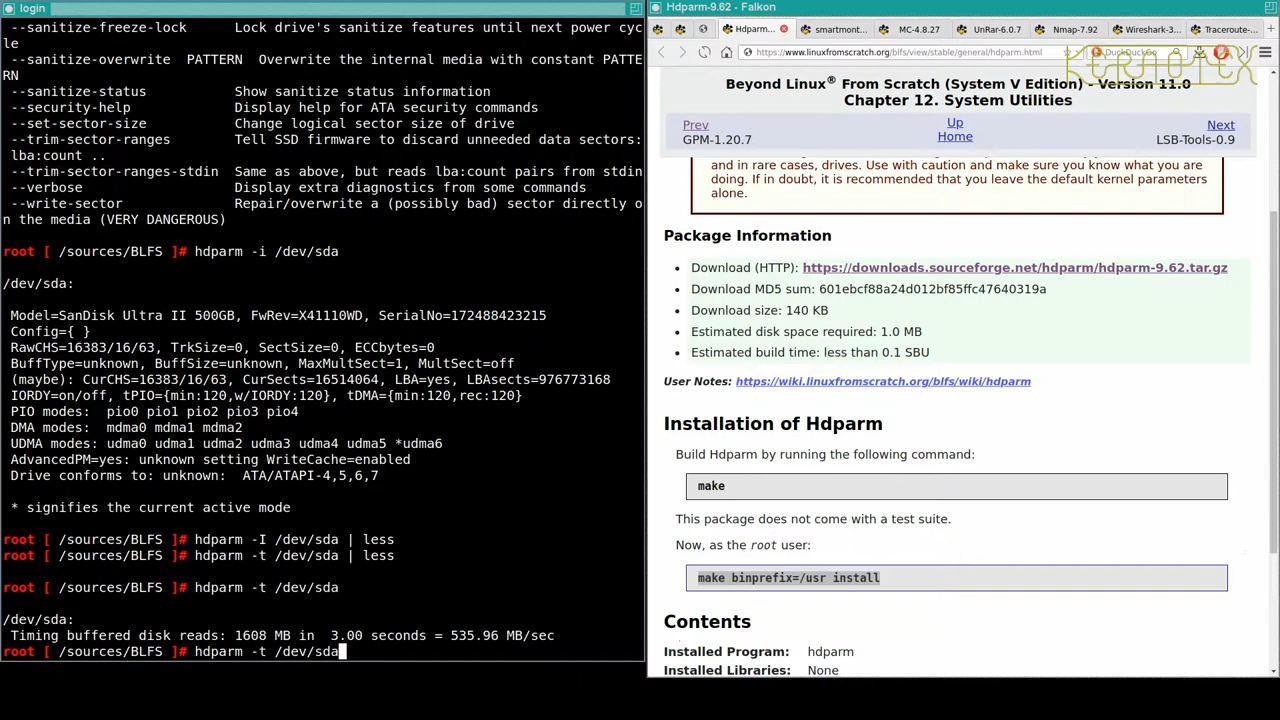 login
--sanitize-freeze-lock     Lock drive's sanitize features until next power cyc
le
--sanitize-overwrite  PATTERN  Overwrite the internal media with constant PATTE
RN
--sanitize-status          Show sanitize status information
--security-help            Display help for ATA security commands
--set-sector-size          Change logical sector size of drive
--trim-sector-ranges       Tell SSD firmware to discard unneeded data sectors:
lba:count ..
--trim-sector-ranges-stdin Same as above, but reads lba:count pairs from stdin
--verbose                  Display extra diagnostics from some commands
--write-sector             Repair/overwrite a (possibly bad) sector directly o
n the media (VERY DANGEROUS)
root [ /sources/BLFS ]# hdparm -i /dev/sda
/dev/sda:
Model=SanDisk Ultra II 500GB, FwRev=X41110WD, SerialNo=172488423215
Config={ }
RawCHS=16383/16/63, TrkSize=0, SectSize=0, ECCbytes=0
BuffType=unknown, BuffSize=unknown, MaxMultSect=1, MultSect=off
(maybe): CurCHS=16383/16/63, CurSects=16514064, LBA=yes, LBAsects=976773168
IORDY=on/off, tPIO={min:120,w/IORDY:120}, tDMA={min:120,rec:120}
PIO modes:  pio0 pio1 pio2 pio3 pio4
DMA modes:  mdma0 mdma1 mdma2
UDMA modes: udma0 udma1 udma2 udma3 udma4 udma5 *udma6
AdvancedPM=yes: unknown setting WriteCache=enabled
Drive conforms to: unknown:  ATA/ATAPI-4,5,6,7
* signifies the current active mode
root [ /sources/BLFS ]# hdparm -I /dev/sda | less
root [ /sources/BLFS ]# hdparm -t /dev/sda | less
root [ /sources/BLFS ]# hdparm -t /dev/sda
/dev/sda:
Timing buffered disk reads: 1608 MB in  3.00 seconds = 535.96 MB/sec
root [ /sources/BLFS ]# hdparm -t /dev/sda
Hdparm-9.62 - Falkon
Hdparm... smartmont... MC-4.8.27 UnRar-6.0.7 Nmap-7.92 Wireshark-3... Traceroute-...
https://www.linuxfromscratch.org/blfs/view/stable/general/hdparm.html DuckDuckGo
KERNOTEX
Beyond Linux® From Scratch (System V Edition) - Version 11.0
Chapter 12. System Utilities
Prev Up Next
GPM-1.20.7 Home LSB-Tools-0.9
and in rare cases, drives. Use with caution and make sure you know what you are
doing. If in doubt, it is recommended that you leave the default kernel parameters
alone.
Package Information
Download (HTTP): https://downloads.sourceforge.net/hdparm/hdparm-9.62.tar.gz
Download MD5 sum: 601ebcf88a24d012bf85ffc47640319a
Download size: 140 KB
Estimated disk space required: 1.0 MB
Estimated build time: less than 0.1 SBU
User Notes: https://wiki.linuxfromscratch.org/blfs/wiki/hdparm
Installation of Hdparm
Build Hdparm by running the following command:
make
This package does not come with a test suite.
Now, as the root user:
make binprefix=/usr install
Contents
Installed Program: hdparm
Installed Libraries: None